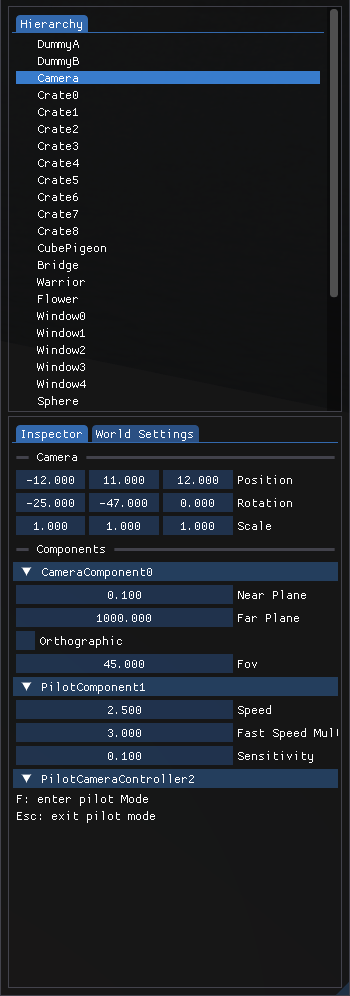 Hierarchy
DummyA
DummyB
Camera
Crate0
Crate1
Crate2
Crate3
Crate4
Crate5
Crate6
Crate7
Crate8
CubePigeon
Bridge
Warrior
Flower
Window0
Window1
Window2
Window3
Window4
Sphere
Inspector World Settings
Camera
-12.000 11.000 12.000 Position
-25.000 -47.000 0.000 Rotation
1.000 1.000 1.000 Scale
Components
CameraComponent0
0.100 Near Plane
1000.000 Far Plane
Orthographic
45.000 Fov
PilotComponent1
2.500 Speed
3.000 Fast Speed Mul
0.100 Sensitivity
PilotCameraController2
F: enter pilot Mode
Esc: exit pilot mode